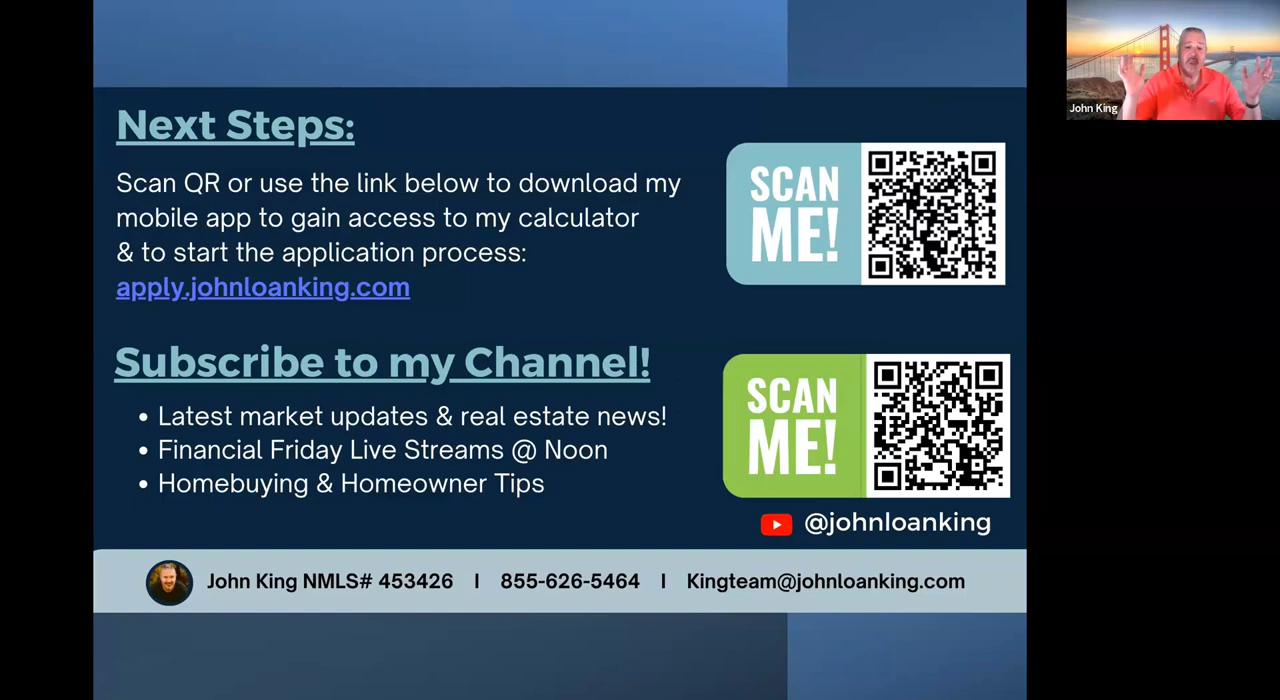 Next Steps:
Scan QR or use the link below to download my
mobile app to gain access to my calculator
& to start the application process:
apply.johnloanking.com
SCAN
ME!
Subscribe to my Channel!
• Latest market updates & real estate news!
• Financial Friday Live Streams @ Noon
• Homebuying & Homeowner Tips
SCAN
ME!
@johnloanking
John King NMLS# 453426 | 855-626-5464 | Kingteam@johnloanking.com
John King